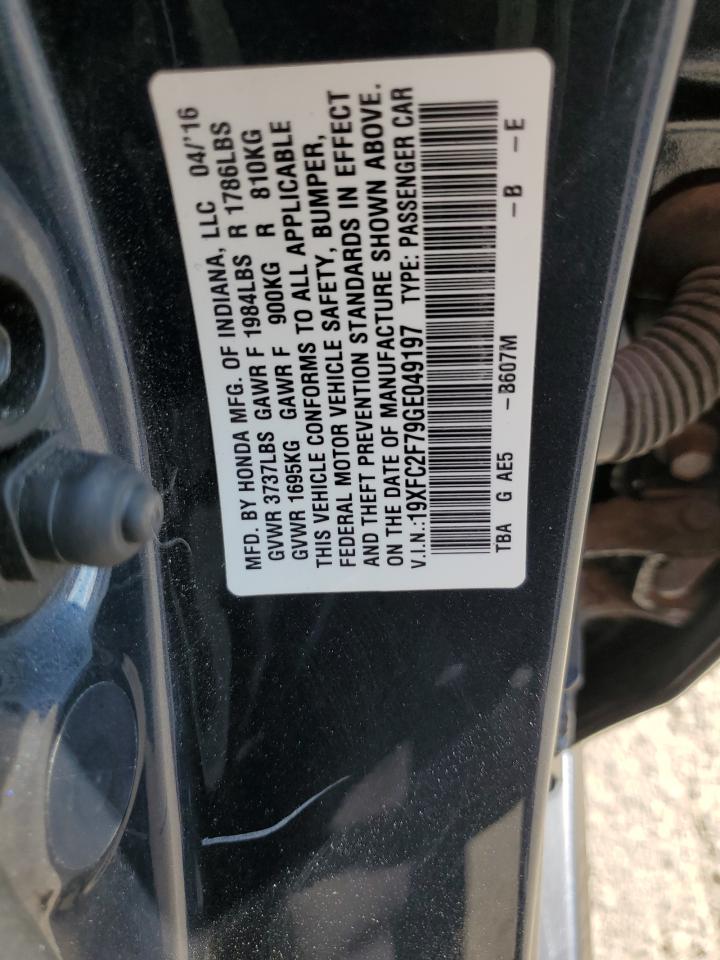 MFD. BY HONDA MFG. OF INDIANA, LLC 04/'16
GVWR 3737LBS GAWR F 1984LBS R 1786LBS
GVWR 1695KG GAWR F 900KG R 810KG
THIS VEHICLE CONFORMS TO ALL APPLICABLE
FEDERAL MOTOR VEHICLE SAFETY, BUMPER,
AND THEFT PREVENTION STANDARDS IN EFFECT
ON THE DATE OF MANUFACTURE SHOWN ABOVE.
V.I.N.:19XFC2F79GE049197 TYPE: PASSENGER CAR
TBA G AE5 -B607M -B -E